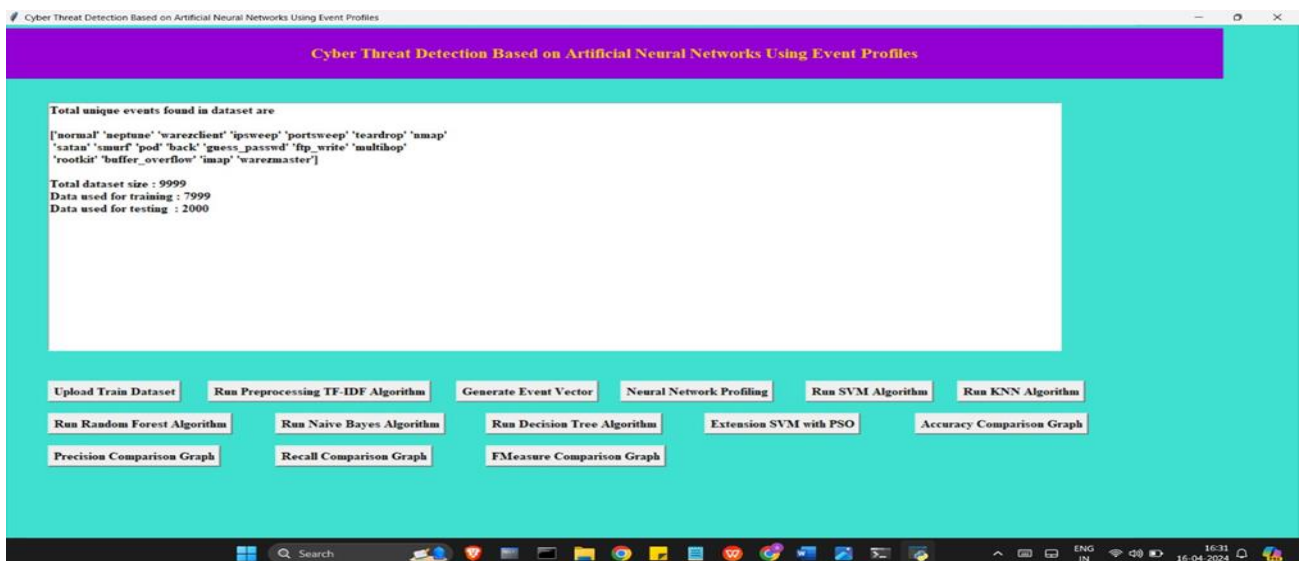 Cyber Threat Detection Based on Artificial Neural Networks Using Event Profiles
Cyber Threat Detection Based on Artificial Neural Networks Using Event Profiles
Total unique events found in dataset are
['normal' 'neptune' 'warezclient' 'ipsweep' 'portsweep' 'teardrop' 'nmap'
'satan' 'smurf' 'pod' 'back' 'guess_passwd' 'ftp_write' 'multihop'
'rootkit' 'buffer_overflow' 'imap' 'warezmaster']
Total dataset size : 9999
Data used for training : 7999
Data used for testing : 2000
Upload Train Dataset Run Preprocessing TF-IDF Algorithm Generate Event Vector Neural Network Profiling Run SVM Algorithm Run KNN Algorithm
Run Random Forest Algorithm Run Naive Bayes Algorithm Run Decision Tree Algorithm Extension SVM with PSO Accuracy Comparison Graph
Precision Comparison Graph Recall Comparison Graph FMeasure Comparison Graph
Search ENG 16:31
IN 16-04-2024